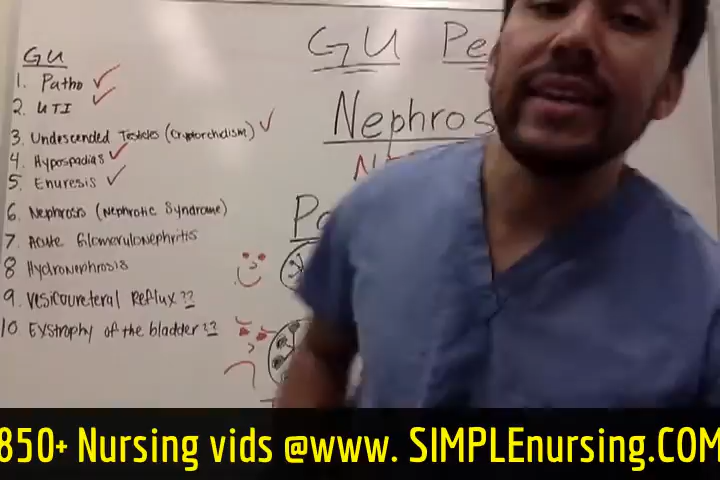 GU
1. Patho
2. UTI
3. Undescended Testicles (Cryptorchidism)
4. Hypospadias
5. Enuresis
6. Nephrosis (Nephrotic Syndrome)
7. Acute Glomerulonephritis
8 Hydronephrosis
9. Vesicoureteral Reflux??
10 Exstrophy of the bladder??
GU Pe
Nephros
850+ Nursing vids @www. SIMPLEnursing.COM